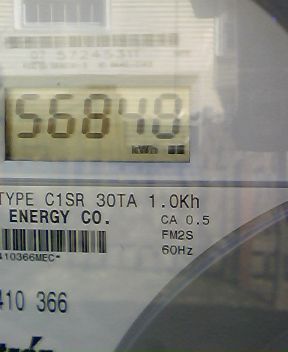 56848
kWh
TYPE C1SR 30TA 1.0Kh
ENERGY CO.
CA 0.5
FM2S
60Hz
410366MEC*
410 366